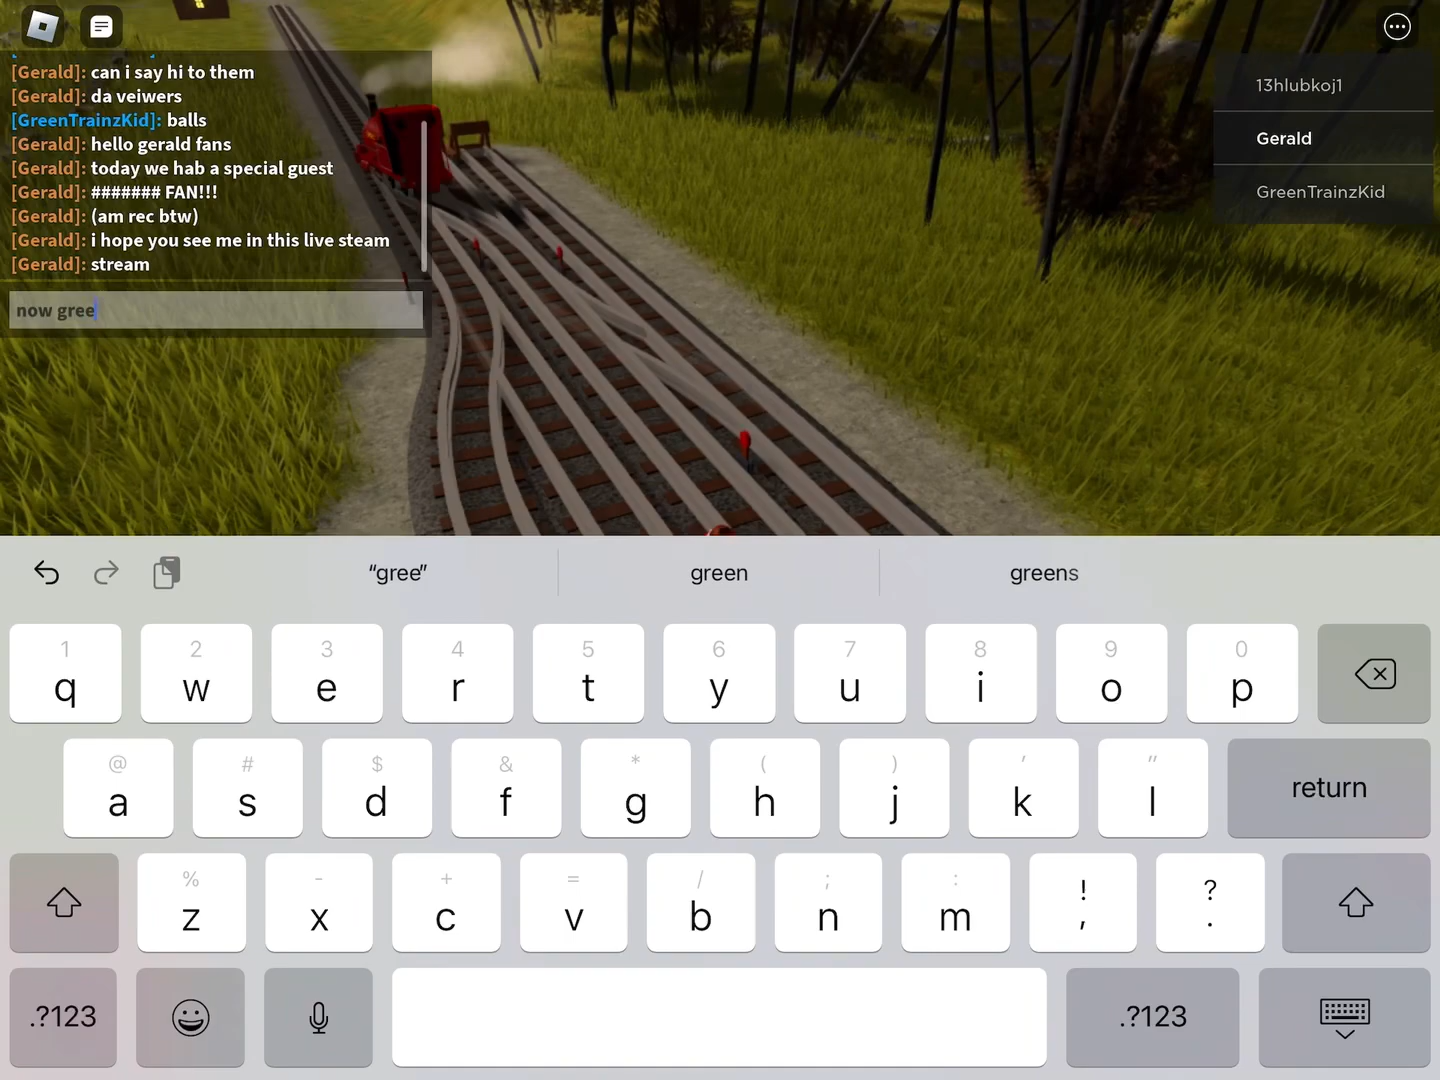 [Gerald]: can i say hi to them
[Gerald]: da veiwers
[GreenTrainzKid]: balls
[Gerald]: hello gerald fans
[Gerald]: today we hab a special guest
[Gerald]: ####### FAN!!!
[Gerald]: (am rec btw)
[Gerald]: i hope you see me in this live steam
[Gerald]: stream
now gree
13hlubkoj1
Gerald
GreenTrainzKid
“gree” green greens
1 2 3 4 5 6 7 8 9 0
q w e r t y u i o p
@ # $ & * ( ) ' "
a s d f g h j k l return
% - + = / ; : ! ?
z x c v b n m , .
.?123 .?123